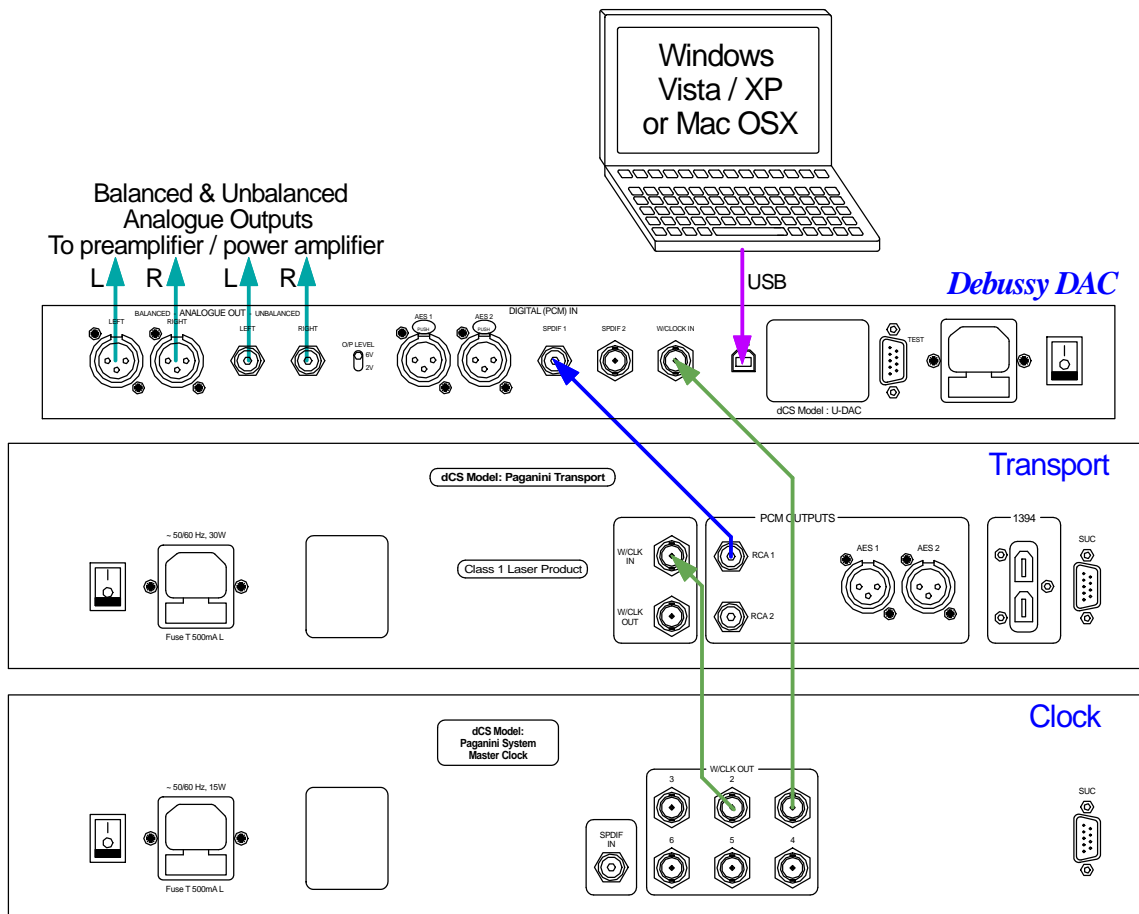 Windows
Vista / XP
or Mac OSX
Balanced & Unbalanced
Analogue Outputs
To preamplifier / power amplifier
L
R
L
R
USB
Debussy DAC
BALANCED - ANALOGUE OUT - UNBALANCED
LEFT
RIGHT
LEFT
RIGHT
O/P LEVEL
6V
2V
DIGITAL (PCM) IN
AES 1
PUSH
AES 2
PUSH
SPDIF 1
SPDIF 2
W/CLOCK IN
TEST
dCS Model : U-DAC
Transport
dCS Model: Paganini Transport
~ 50/60 Hz, 30W
Fuse T 500mA L
Class 1 Laser Product
W/CLK
IN
W/CLK
OUT
PCM OUTPUTS
RCA 1
RCA 2
AES 1
AES 2
1394
SUC
Clock
dCS Model:
Paganini System
Master Clock
~ 50/60 Hz, 15W
Fuse T 500mA L
SPDIF
IN
W/CLK OUT
3
2
6
5
4
SUC